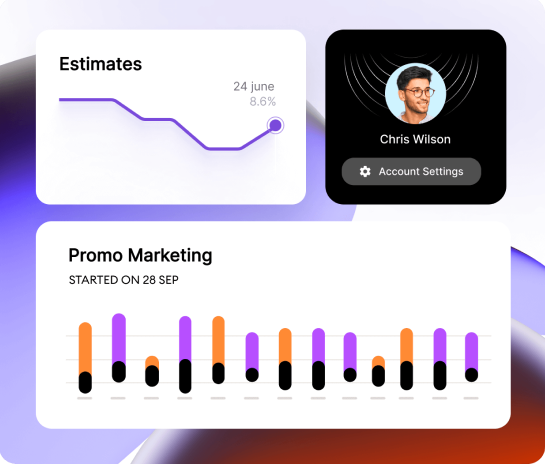 Estimates
24 june
8.6%
Chris Wilson
Account Settings
Promo Marketing
STARTED ON 28 SEP